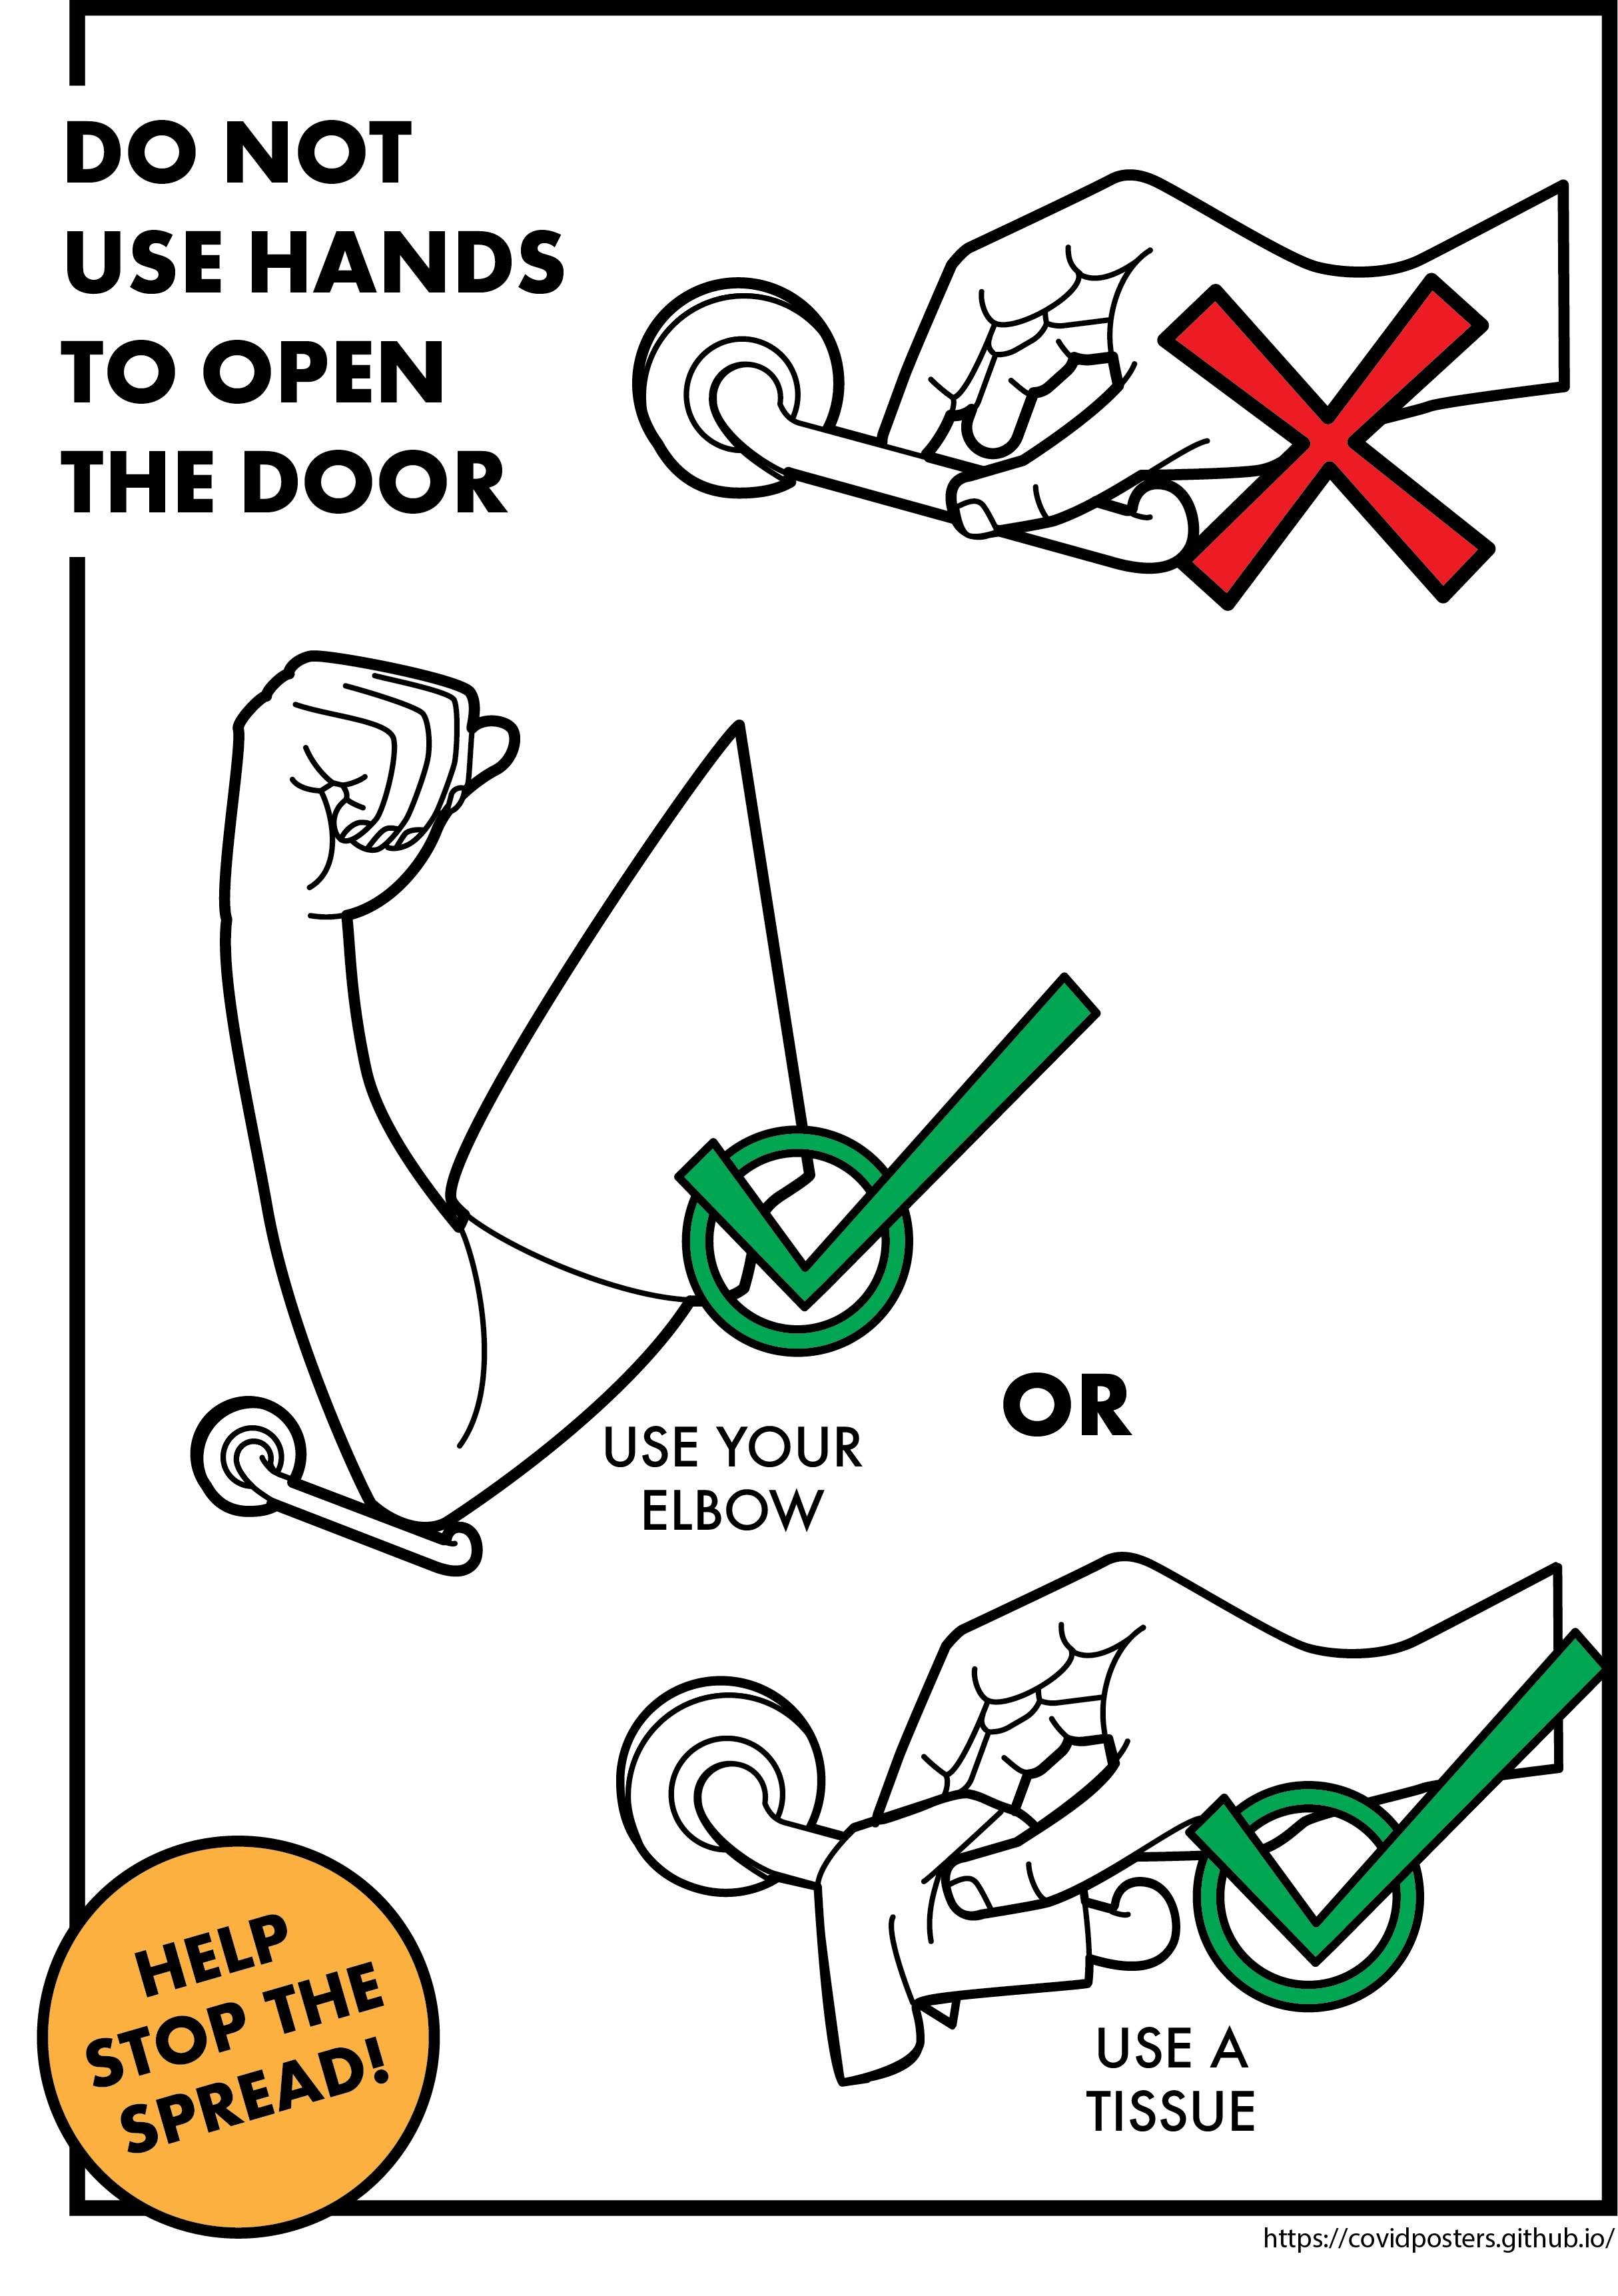 DO NOT
USE HANDS
TO OPEN
THE DOOR
USE YOUR
ELBOW
OR
USE A
TISSUE
HELP
STOP THE
SPREAD!
https://covidposters.github.io/